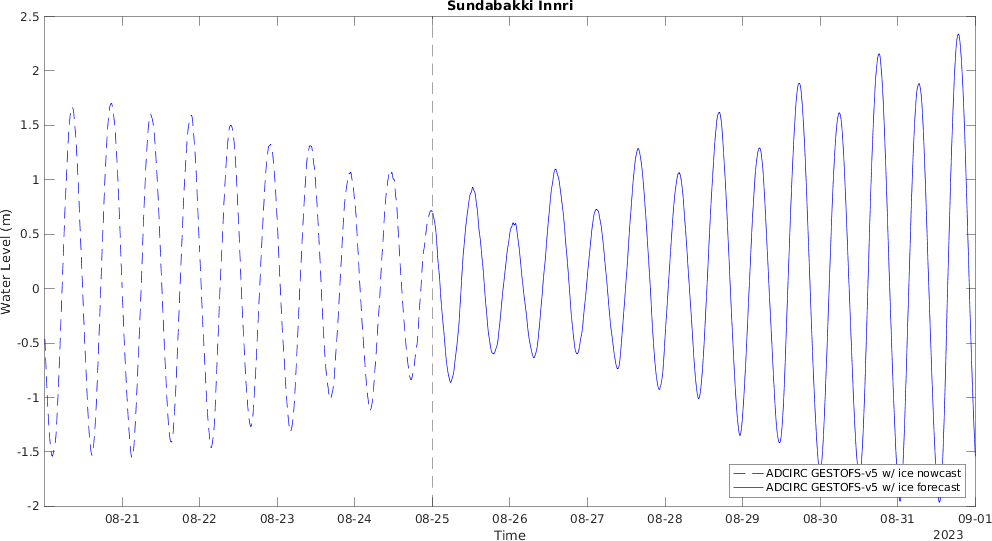 Sundabakki Innri
2.5
2
1.5
1
0.5
0
-0.5
-1
-1.5
-2
Water Level (m)
ADCIRC GESTOFS-v5 w/ ice nowcast
ADCIRC GESTOFS-v5 w/ ice forecast
08-21 08-22 08-23 08-24 08-25 08-26 08-27 08-28 08-29 08-30 08-31 09-01
Time
2023